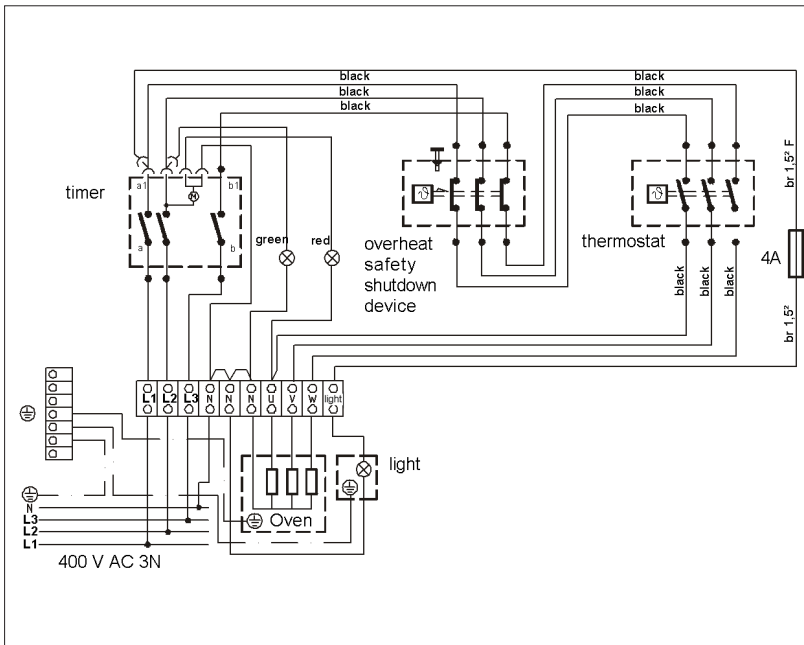 black
black
black
black
black
black
timer
a1
b1
M
a
b
green
red
overheat
safety
shutdown
device
ϑ
ϑ
thermostat
black
black
black
4A
br 1,5² F
br 1,5²
L1
L2
L3
N
N
N
U
V
W
light
light
Oven
N
L3
L2
L1
400 V AC 3N